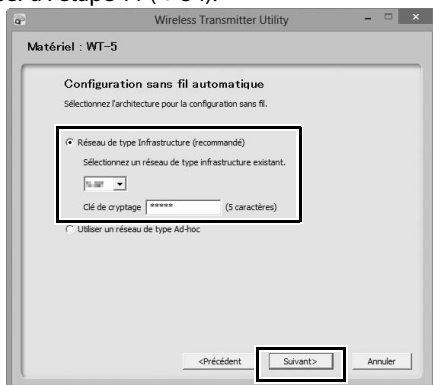 Wireless Transmitter Utility
Matériel : WT-5
Configuration sans fil automatique
Sélectionnez l'architecture pour la configuration sans fil.
Réseau de type Infrastructure (recommandé)
Sélectionnez un réseau de type infrastructure existant.
Clé de cryptage ***** (5 caractères)
Utiliser un réseau de type Ad-hoc
<Précédent Suivant> Annuler